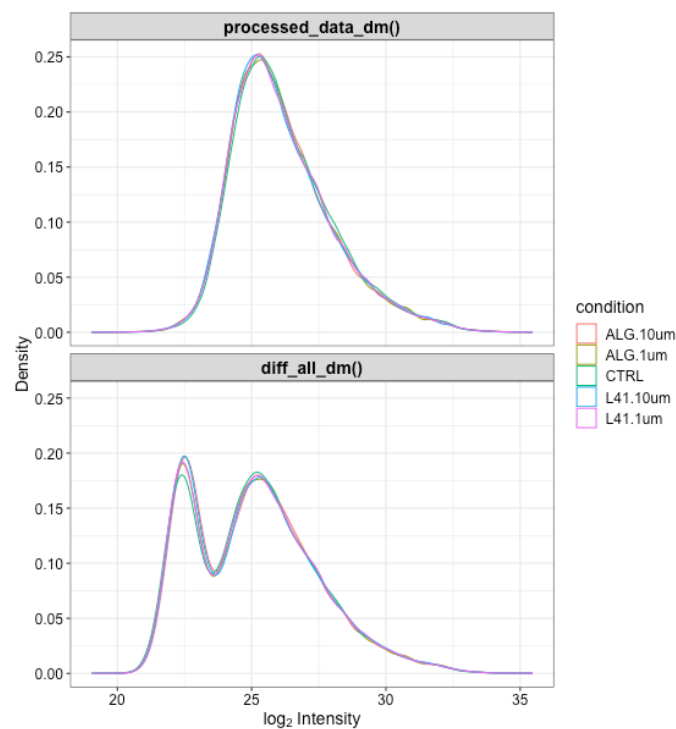 processed_data_dm()
0.25
0.20
0.15
0.10
0.05
0.00
diff_all_dm()
0.25
0.20
0.15
0.10
0.05
0.00
Density
20 25 30 35
log₂ Intensity
condition
ALG.10um
ALG.1um
CTRL
L41.10um
L41.1um